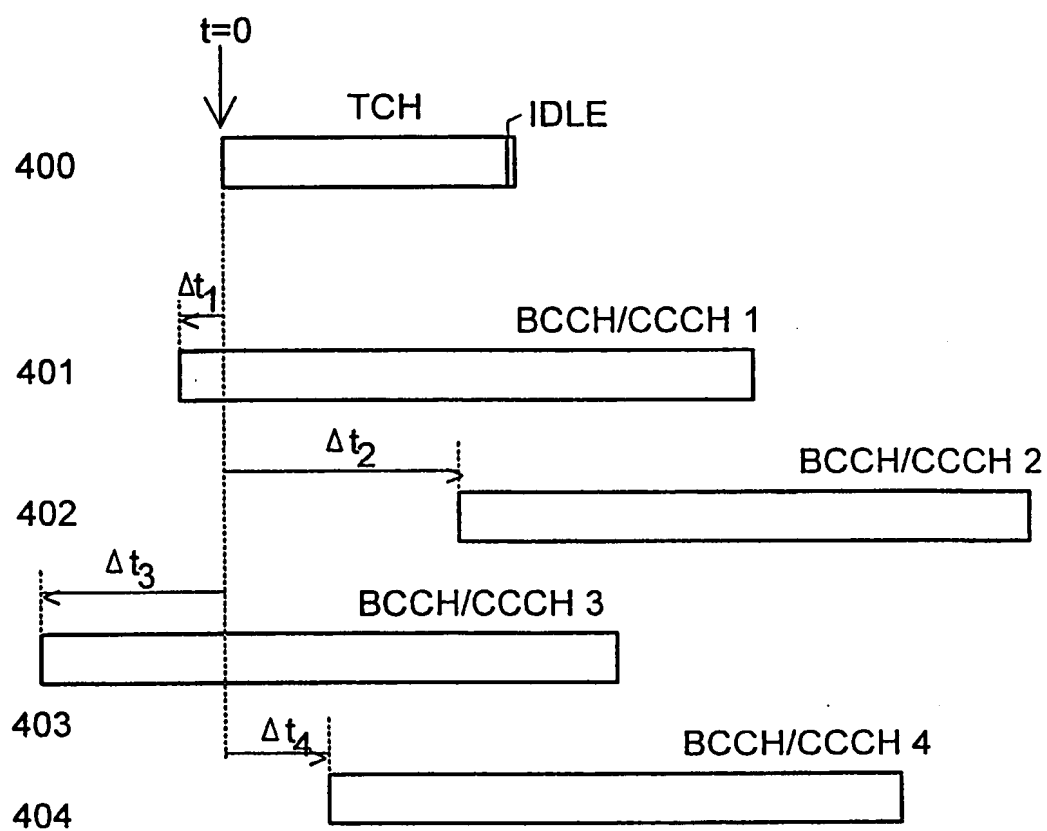 t=0
TCH
IDLE
400
Δt1
BCCH/CCCH 1
401
Δt2
BCCH/CCCH 2
402
Δt3
BCCH/CCCH 3
403
Δt4
BCCH/CCCH 4
404